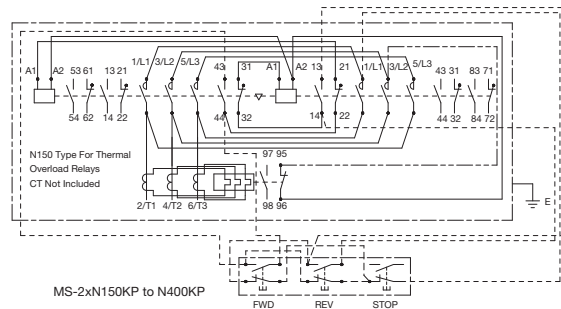 1/L1 3/L2 5/L3 1/L1 3/L2 5/L3
A1 A2 53 61 13 21 43 31 A1 A2 13 21 43 31 83 71
54 62 14 22 44 32 14 22 44 32 84 72
N150 Type For Thermal
Overload Relays
CT Not Included
97 95
98 96
2/T1 4/T2 6/T3
E
MS-2xN150KP to N400KP
FWD REV STOP